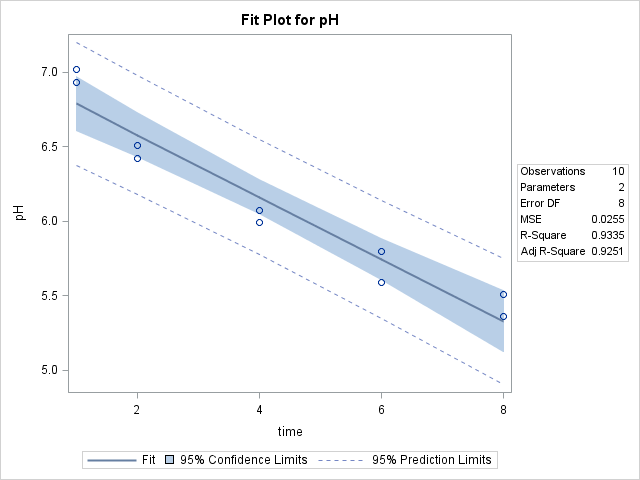 Fit Plot for pH
7.0
6.5
6.0
5.5
5.0
pH
2 4 6 8
time
Observations 10
Parameters 2
Error DF 8
MSE 0.0255
R-Square 0.9335
Adj R-Square 0.9251
Fit 95% Confidence Limits 95% Prediction Limits